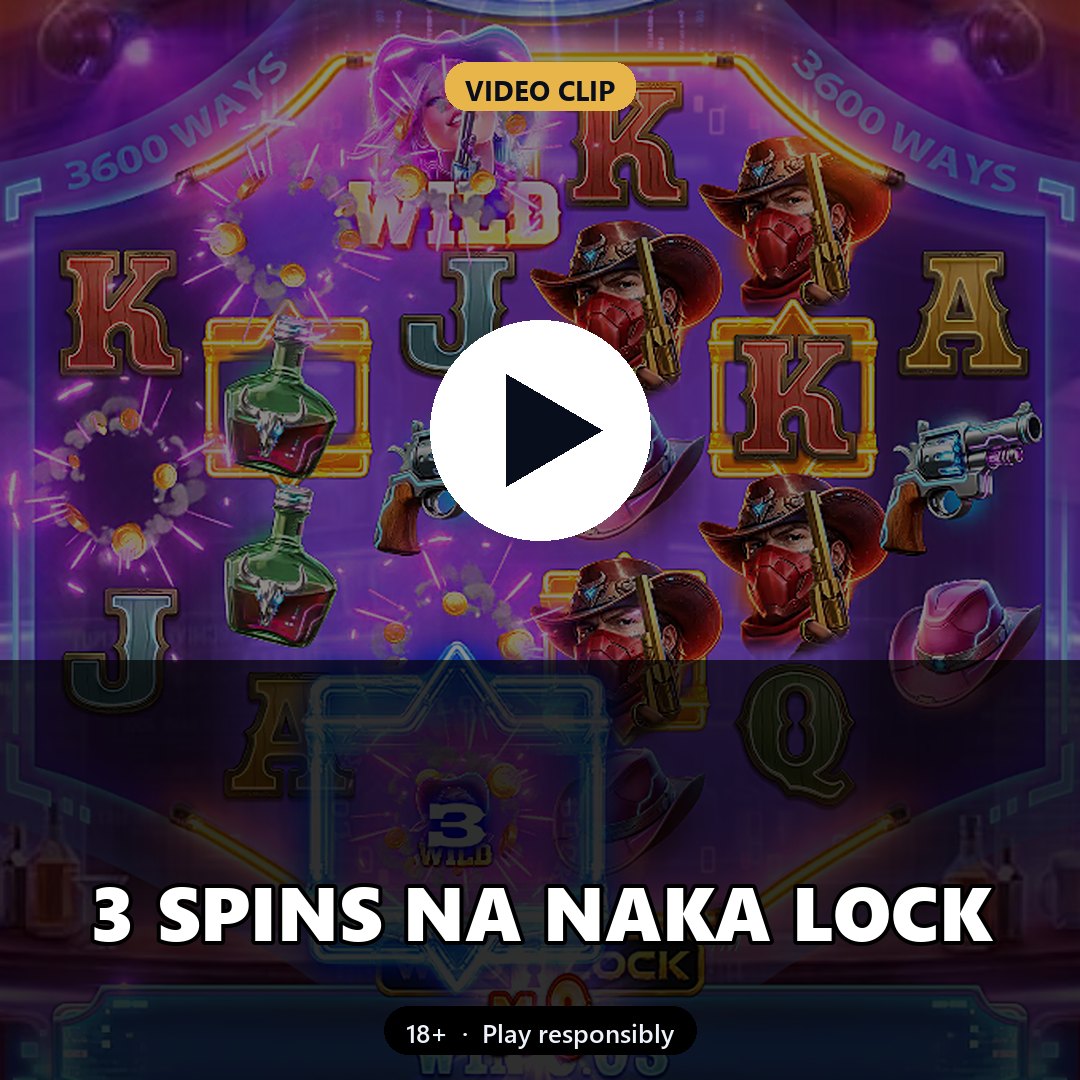 VIDEO CLIP
3600 WAYS
3600 WAYS
K
WILD
K
J
A
K
J
A
Q
3
WILD
3 SPINS NA NAKA LOCK
18+ · Play responsibly